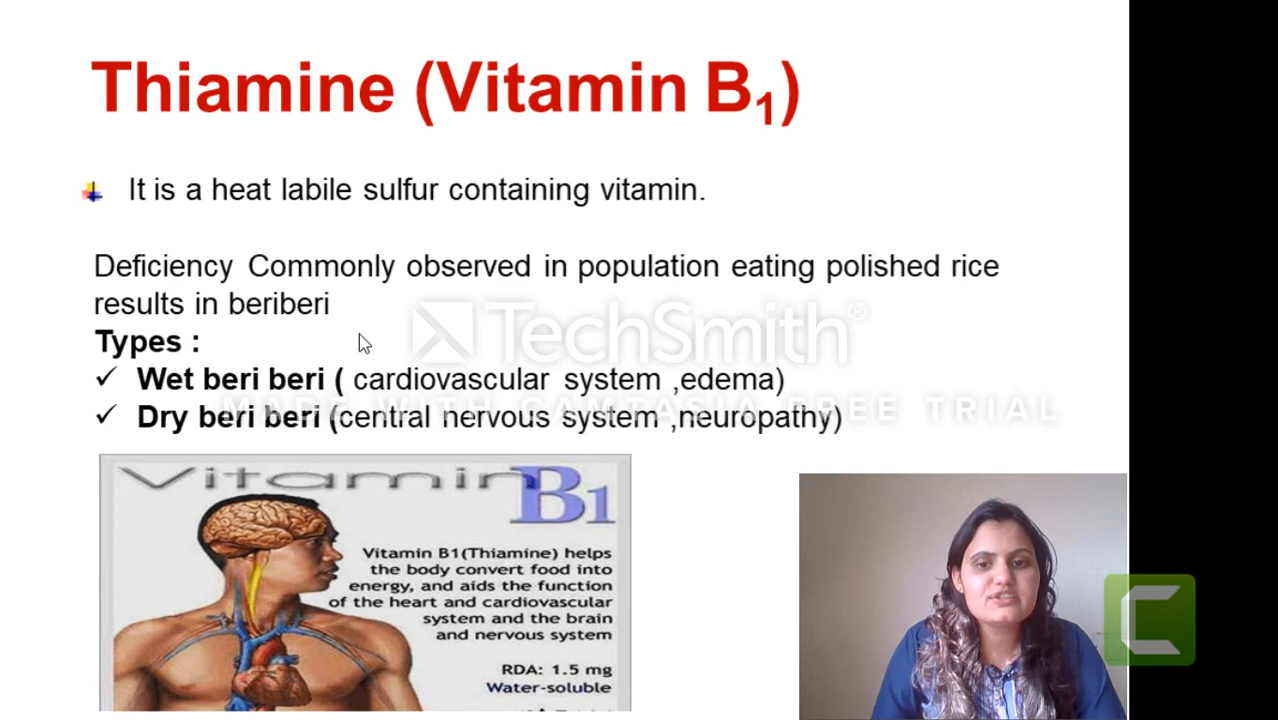 Thiamine (Vitamin B₁)
It is a heat labile sulfur containing vitamin.
Deficiency Commonly observed in population eating polished rice
results in beriberi
Types :
✓ Wet beri beri ( cardiovascular system ,edema)
✓ Dry beri beri (central nervous system ,neuropathy)
TechSmith®
MADE WITH CAMTASIA FREE TRIAL
Vitamin B1
Vitamin B1(Thiamine) helps
the body convert food into
energy, and aids the function
of the heart and cardiovascular
system and the brain
and nervous system
RDA: 1.5 mg
Water-soluble
C